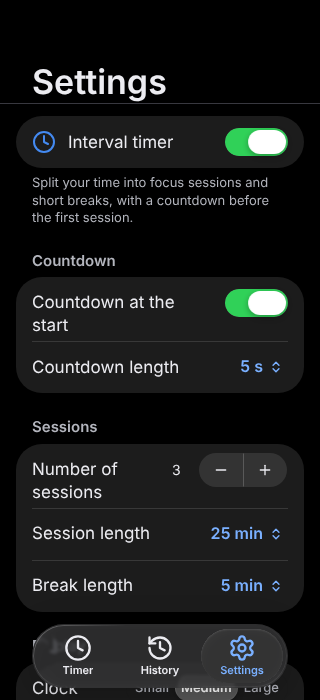 Settings
Interval timer
Split your time into focus sessions and
short breaks, with a countdown before
the first session.
Countdown
Countdown at the
start
Countdown length
5 s
Sessions
Number of
sessions
3
Session length
25 min
Break length
5 min
Clock
Small Medium Large
Timer
History
Settings